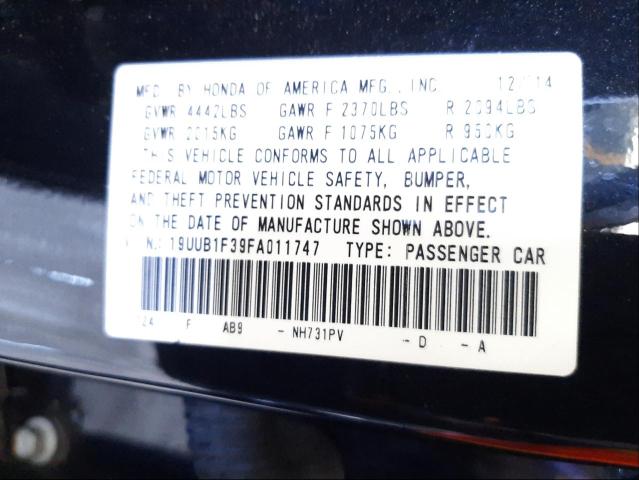 MFD. BY HONDA OF AMERICA MFG., INC. 12/14
GVWR 4442LBS GAWR F 2370LBS R 2094LBS
GVWR 2015KG GAWR F 1075KG R 950KG
THIS VEHICLE CONFORMS TO ALL APPLICABLE
FEDERAL MOTOR VEHICLE SAFETY, BUMPER,
AND THEFT PREVENTION STANDARDS IN EFFECT
ON THE DATE OF MANUFACTURE SHOWN ABOVE.
V.I.N.: 19UUB1F39FA011747 TYPE: PASSENGER CAR
F AB9 - NH731PV - D - A